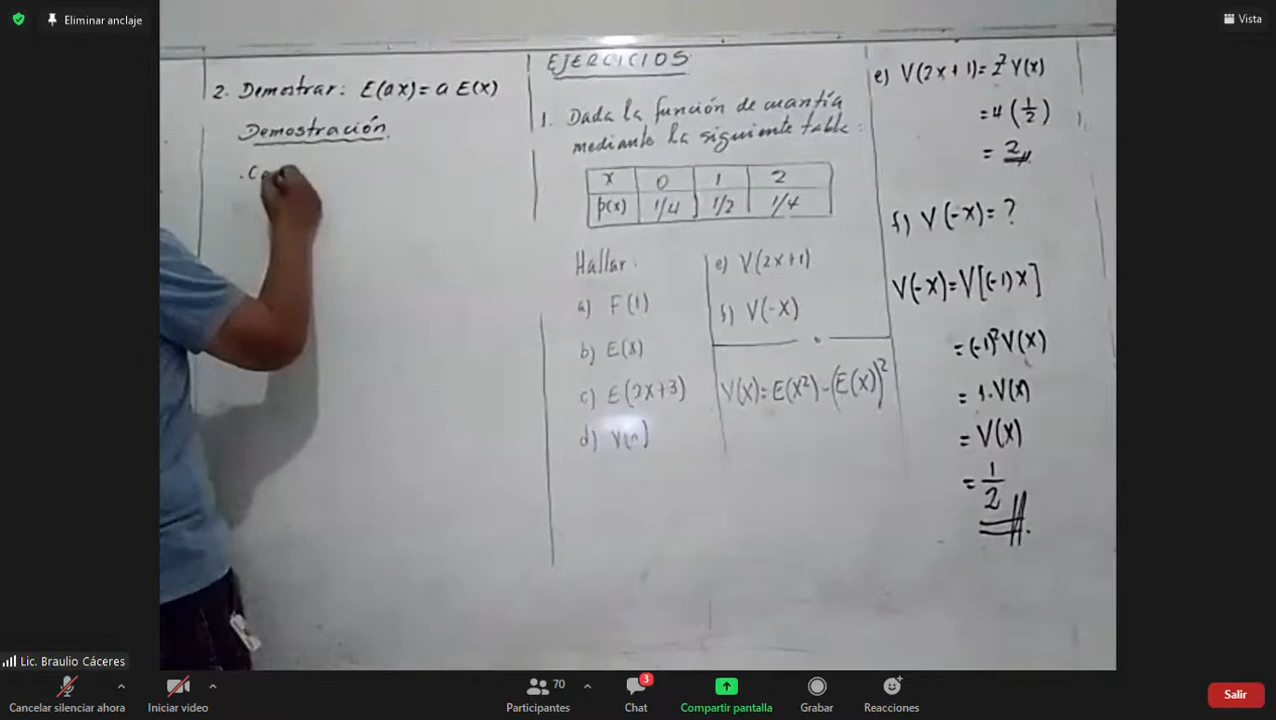 Eliminar anclaje
Vista
2. Demostrar: E(ax)= a E(x)
Demostración
EJERCICIOS
1. Dada la función de cuantía
mediante la siguiente tabla:
x 0 1 2
p(x) 1/4 1/2 1/4
Hallar:
a) F(1)
b) E(x)
c) E(2x+3)
d) V(x)
e) V(2x+1)
f) V(-x)
V(x)=E(x²)-(E(x))²
e) V(2x+1)= 2² V(x)
= 4 (1/2)
= 2
f) V(-x)= ?
V(-x)=V[(-1)x]
= (-1)² V(x)
= 1.V(x)
= V(x)
= 1/2
Lic. Braulio Cáceres
Cancelar silenciar ahora
Iniciar video
70
Participantes
3
Chat
Compartir pantalla
Grabar
Reacciones
Salir